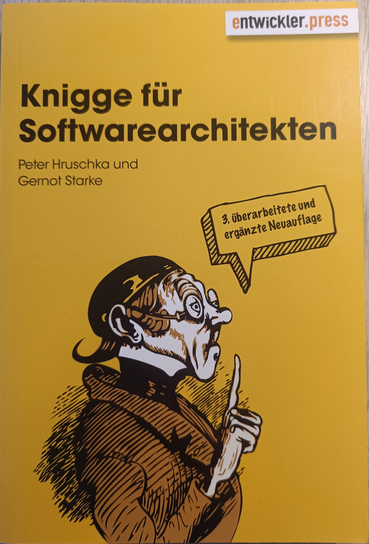 entwickler.press
Knigge für
Softwarearchitekten
Peter Hruschka und
Gernot Starke
3. überarbeitete und
ergänzte Neuauflage